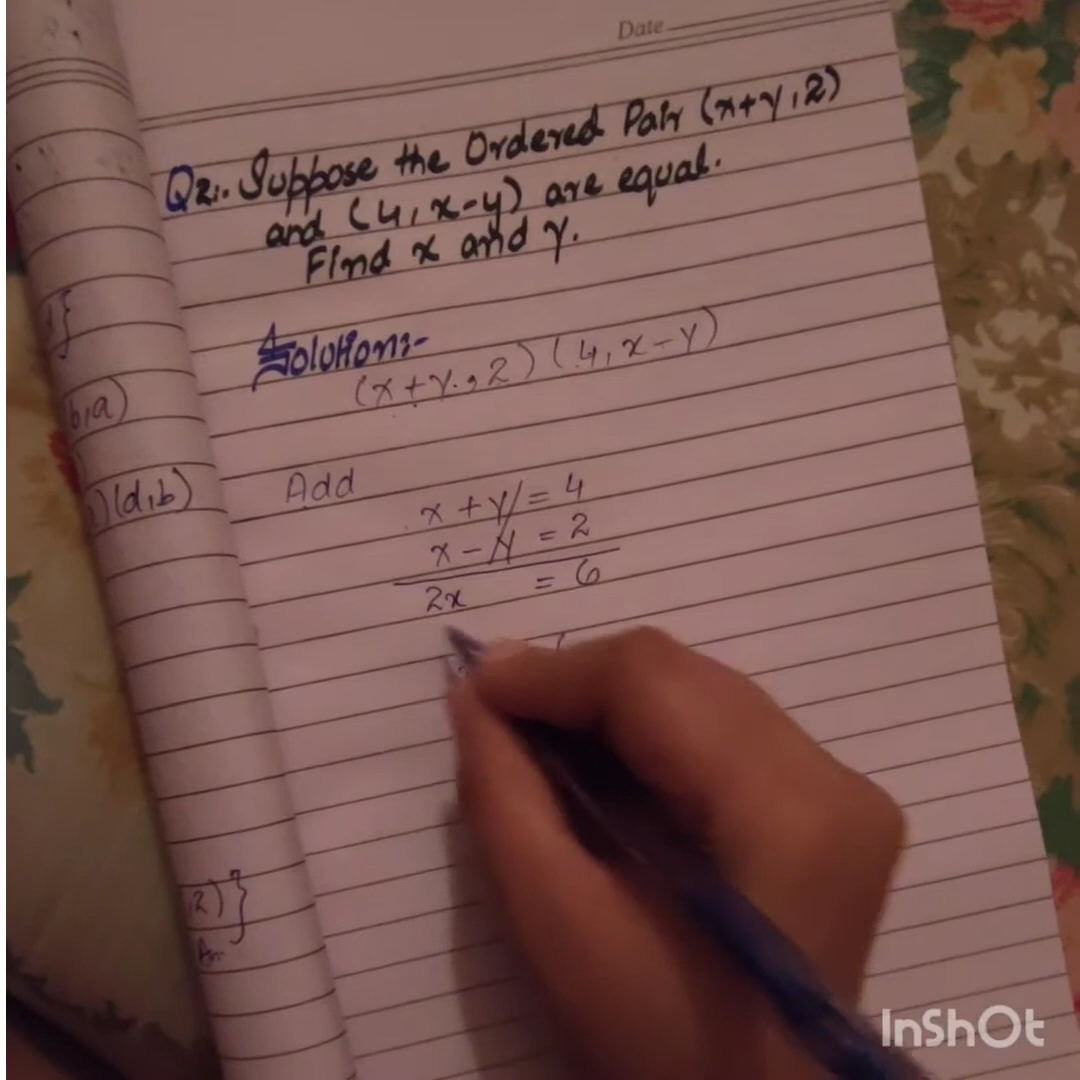 Date
Q2:. Suppose the Ordered Pair (x+y,2)
and (4,x-y) are equal.
Find x and y.
Solution:-
(x+y,2) (4,x-y)
Add
x+y=4
x-y=2
2x = 6
}
b,a)
)(d,b)
2)}
InShOt